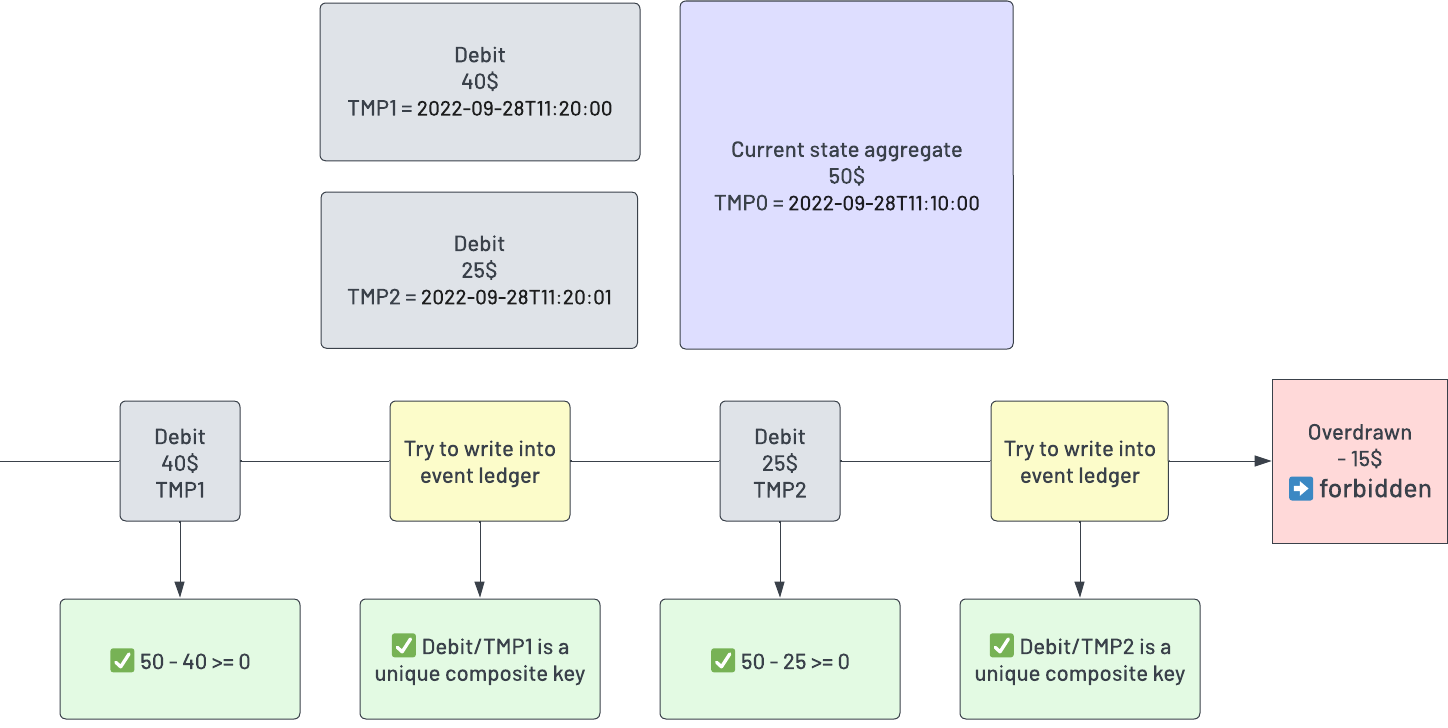 Debit
40$
TMP1 = 2022-09-28T11:20:00
Debit
25$
TMP2 = 2022-09-28T11:20:01
Current state aggregate
50$
TMP0 = 2022-09-28T11:10:00
Debit
40$
TMP1
Try to write into
event ledger
Debit
25$
TMP2
Try to write into
event ledger
Overdrawn
- 15$
➡️ forbidden
✅ 50 - 40 >= 0
✅ Debit/TMP1 is a
unique composite key
✅ 50 - 25 >= 0
✅ Debit/TMP2 is a
unique composite key